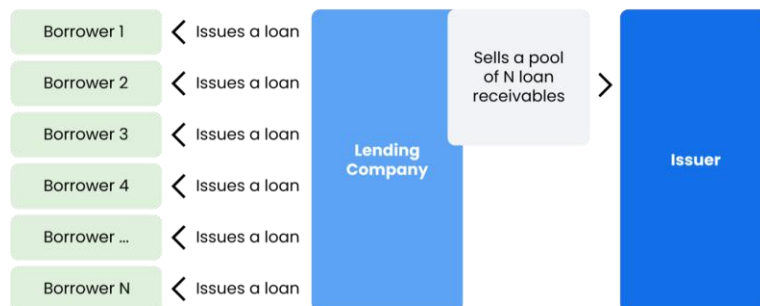 Borrower 1
Issues a loan
Borrower 2
Issues a loan
Borrower 3
Issues a loan
Borrower 4
Issues a loan
Borrower ...
Issues a loan
Borrower N
Issues a loan
Lending
Company
Sells a pool
of N loan
receivables
Issuer